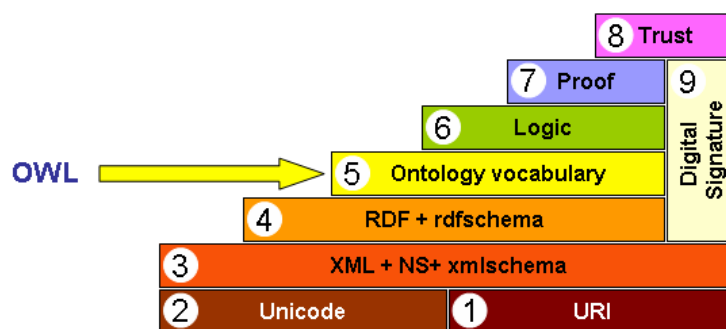 8 Trust
7 Proof
9 Digital Signature
6 Logic
OWL
5 Ontology vocabulary
4 RDF + rdfschema
3 XML + NS+ xmlschema
2 Unicode
1 URI